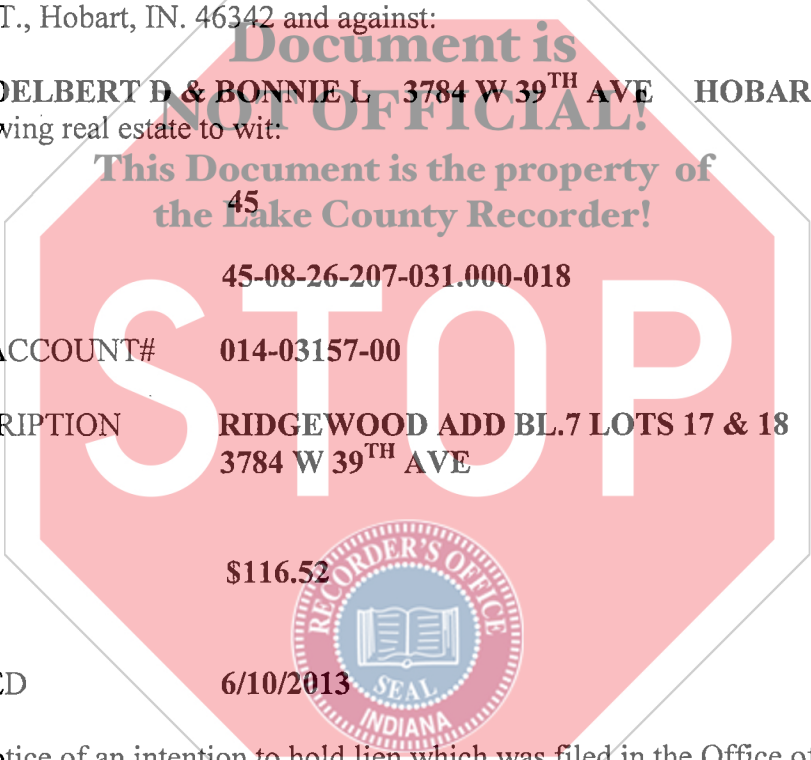 T., Hobart, IN. 46342 and against:
Document is
DELBERT D & BONNIE L 3784 W 39TH AVE HOBAR
NOT OFFICIAL!
wing real estate to wit:
This Document is the property of
45
the Lake County Recorder!
45-08-26-207-031.000-018
STOP
ACCOUNT# 014-03157-00
RIPTION RIDGEWOOD ADD BL.7 LOTS 17 & 18
3784 W 39TH AVE
$116.52
RECORDER'S OFFICE
ED 6/10/2013
SEAL
INDIANA
tice of an intention to hold lien which was filed in the Office of